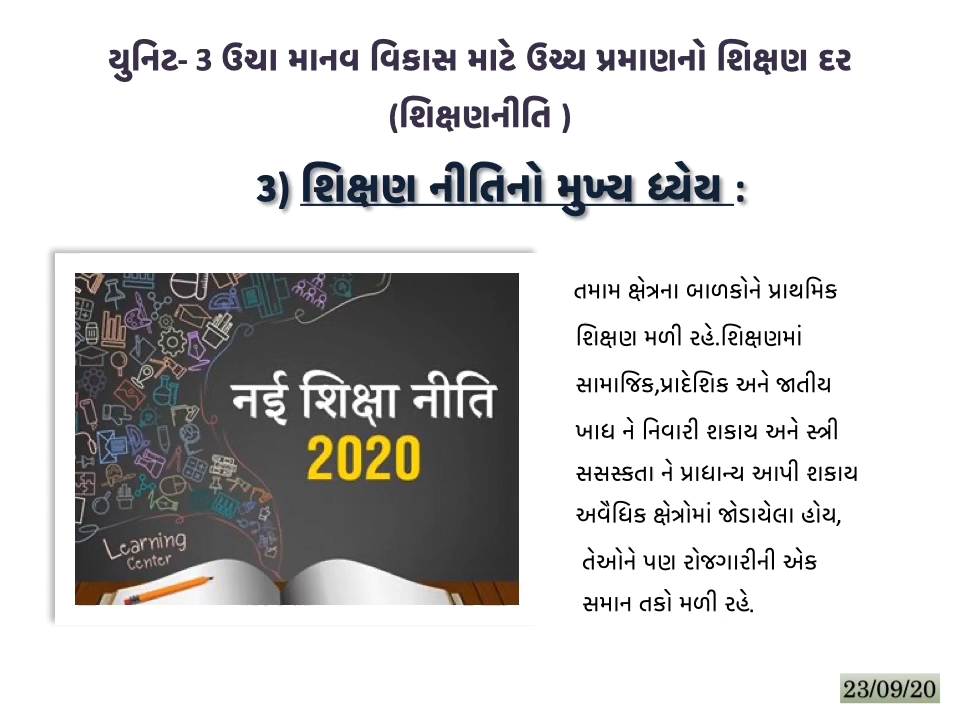 યુનિટ- 3 ઉચા માનવ વિકાસ માટે ઉચ્ચ પ્રમાણનો શિક્ષણ દર
(શિક્ષણનીતિ )
૩) શિક્ષણ નીતિનો મુખ્ય ધ્યેય :
नई शिक्षा नीति
2020
Learning
Center
તમામ ક્ષેત્રના બાળકોને પ્રાથમિક
શિક્ષણ મળી રહે.શિક્ષણમાં
સામાજિક,પ્રાદેશિક અને જાતીય
ખાદ્ય ને નિવારી શકાય અને સ્ત્રી
સસસ્કતા ને પ્રાધાન્ય આપી શકાય
અવૈધિક ક્ષેત્રોમાં જોડાયેલા હોય,
તેઓને પણ રોજગારીની એક
સમાન તકો મળી રહે.
23/09/20